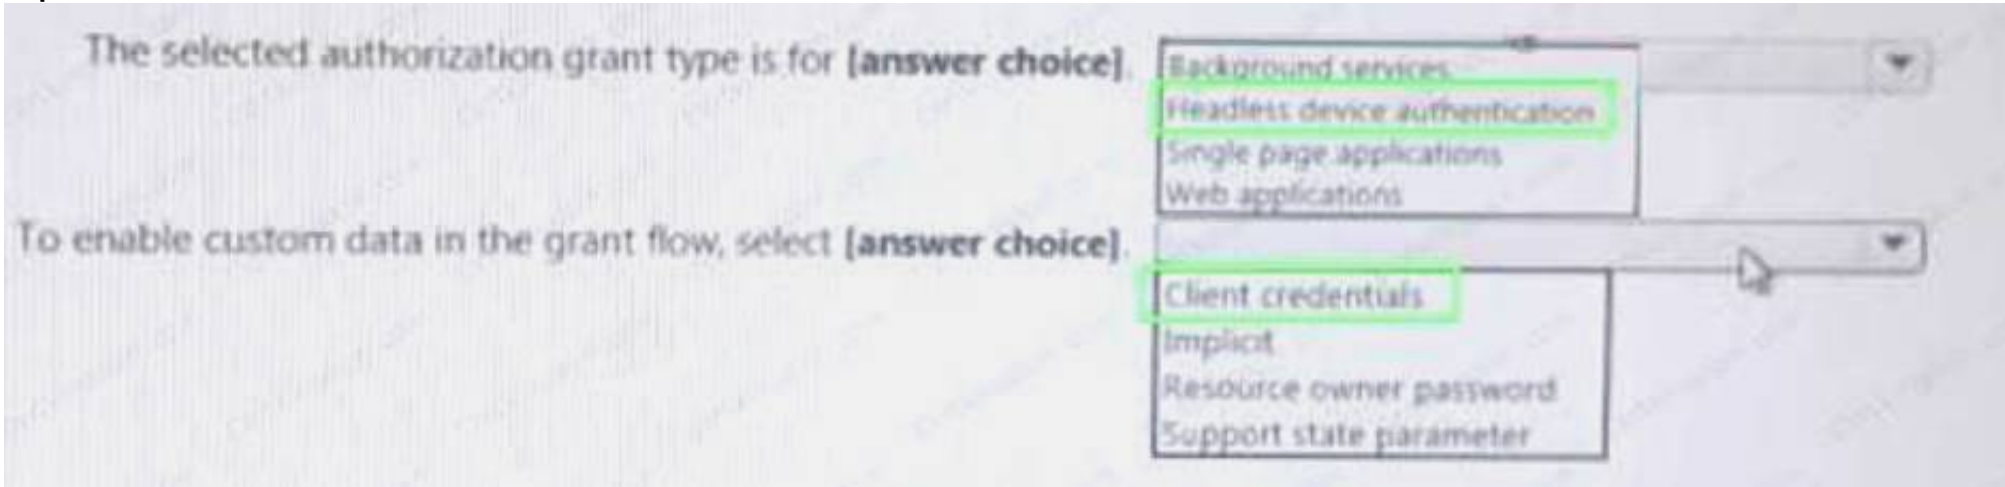 The selected authorization grant type is for [answer choice].
Background services
Headless device authentication
Single page applications
Web applications
To enable custom data in the grant flow, select [answer choice].
Client credentials
Implicit
Resource owner password
Support state parameter